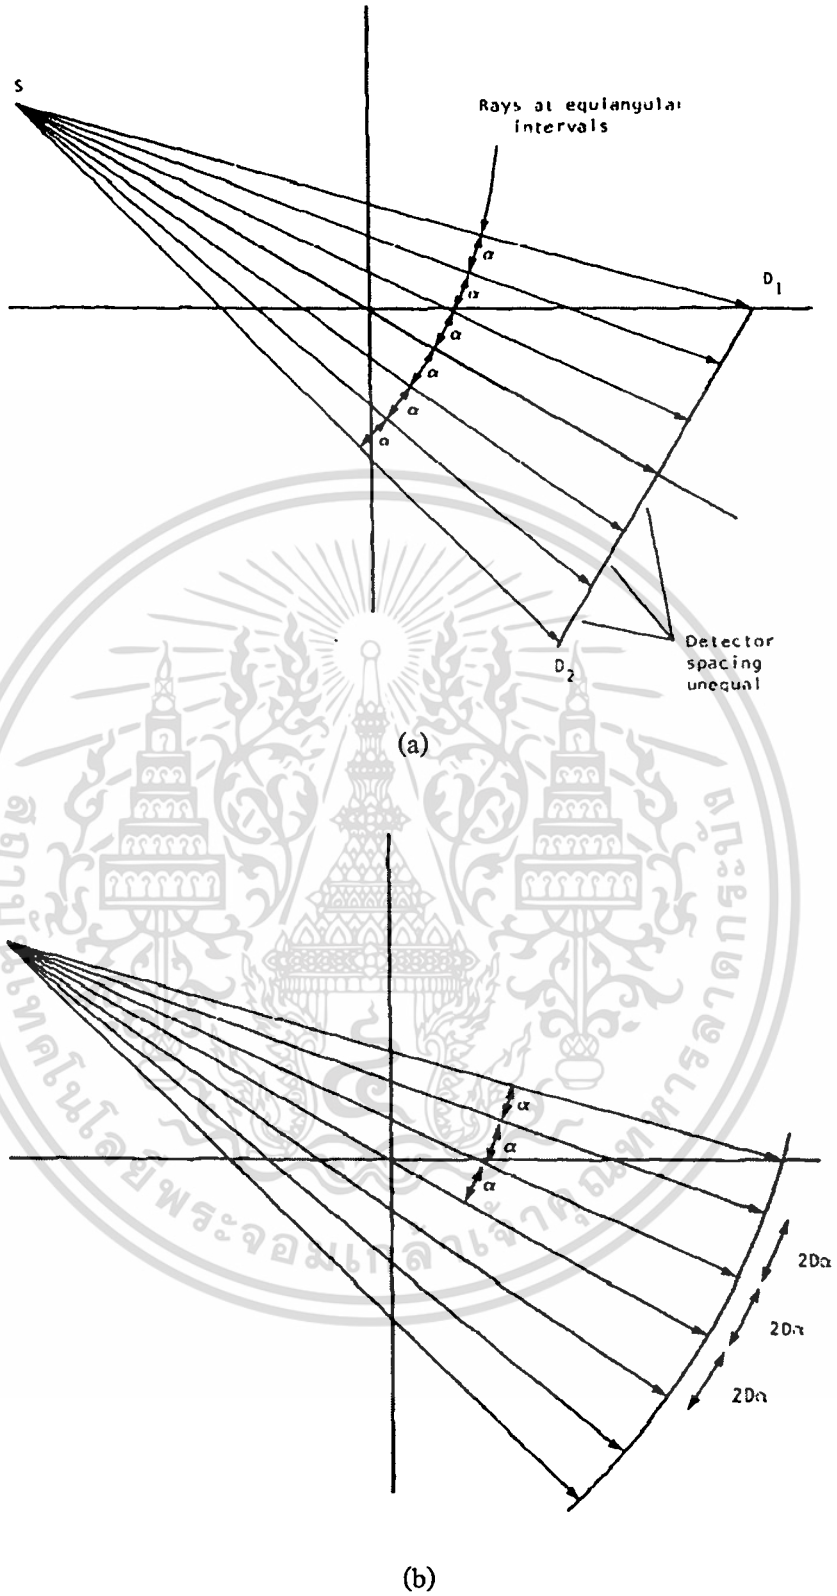 S
Rays at equiangular
intervals
α
α
α
α
α
α
D1
D2
Detector
spacing
unequal
(a)
α
α
α
2Dα
2Dα
2Dα
(b)